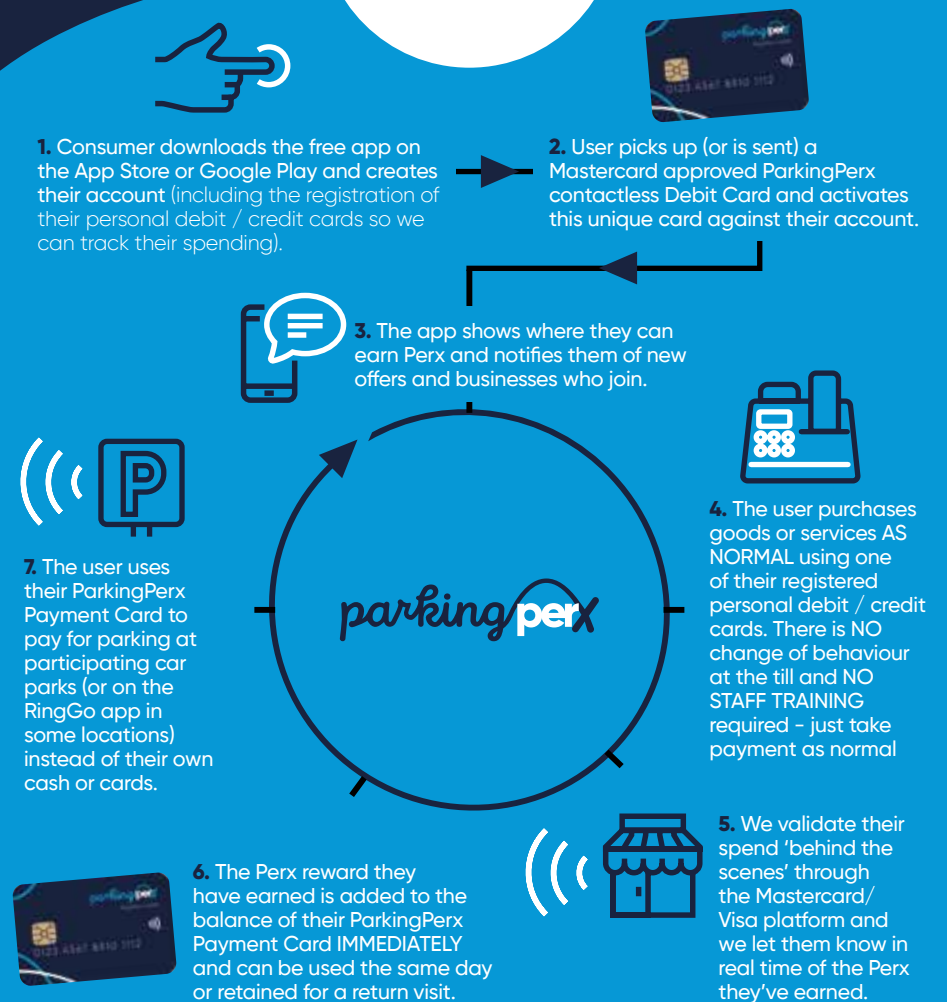 parkingperx
0123 4567 8910 1112
1. Consumer downloads the free app on
the App Store or Google Play and creates
their account (including the registration of
their personal debit / credit cards so we
can track their spending).
2. User picks up (or is sent) a
Mastercard approved ParkingPerx
contactless Debit Card and activates
this unique card against their account.
3. The app shows where they can
earn Perx and notifies them of new
offers and businesses who join.
4. The user purchases
goods or services AS
NORMAL using one
of their registered
personal debit / credit
cards. There is NO
change of behaviour
at the till and NO
STAFF TRAINING
required - just take
payment as normal
P
7. The user uses
their ParkingPerx
Payment Card to
pay for parking at
participating car
parks (or on the
RingGo app in
some locations)
instead of their own
cash or cards.
parkingperx
5. We validate their
spend ‘behind the
scenes’ through
the Mastercard/
Visa platform and
we let them know in
real time of the Perx
they’ve earned.
6. The Perx reward they
have earned is added to the
balance of their ParkingPerx
Payment Card IMMEDIATELY
and can be used the same day
or retained for a return visit.
parkingperx
0123 4567 8910 1112